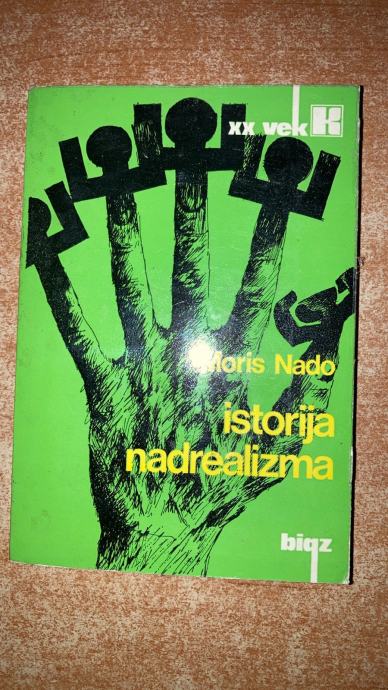 xx vek K
Moris Nado
istorija
nadrealizma
bigz